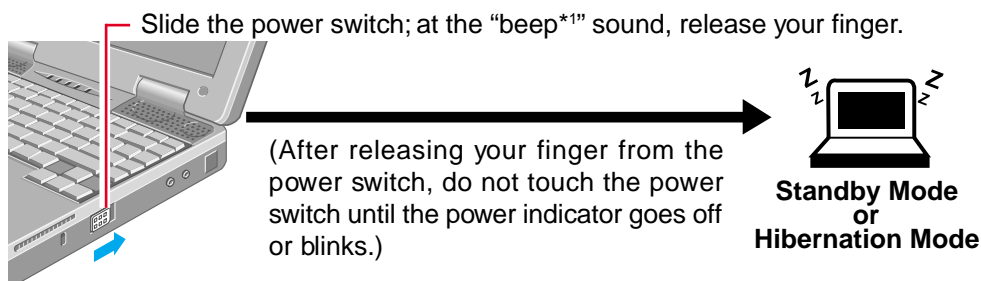 Slide the power switch; at the “beep*1” sound, release your finger.
(After releasing your finger from the
power switch, do not touch the power
switch until the power indicator goes off
or blinks.)
Z
Z
Z
Z
Standby Mode
or
Hibernation Mode